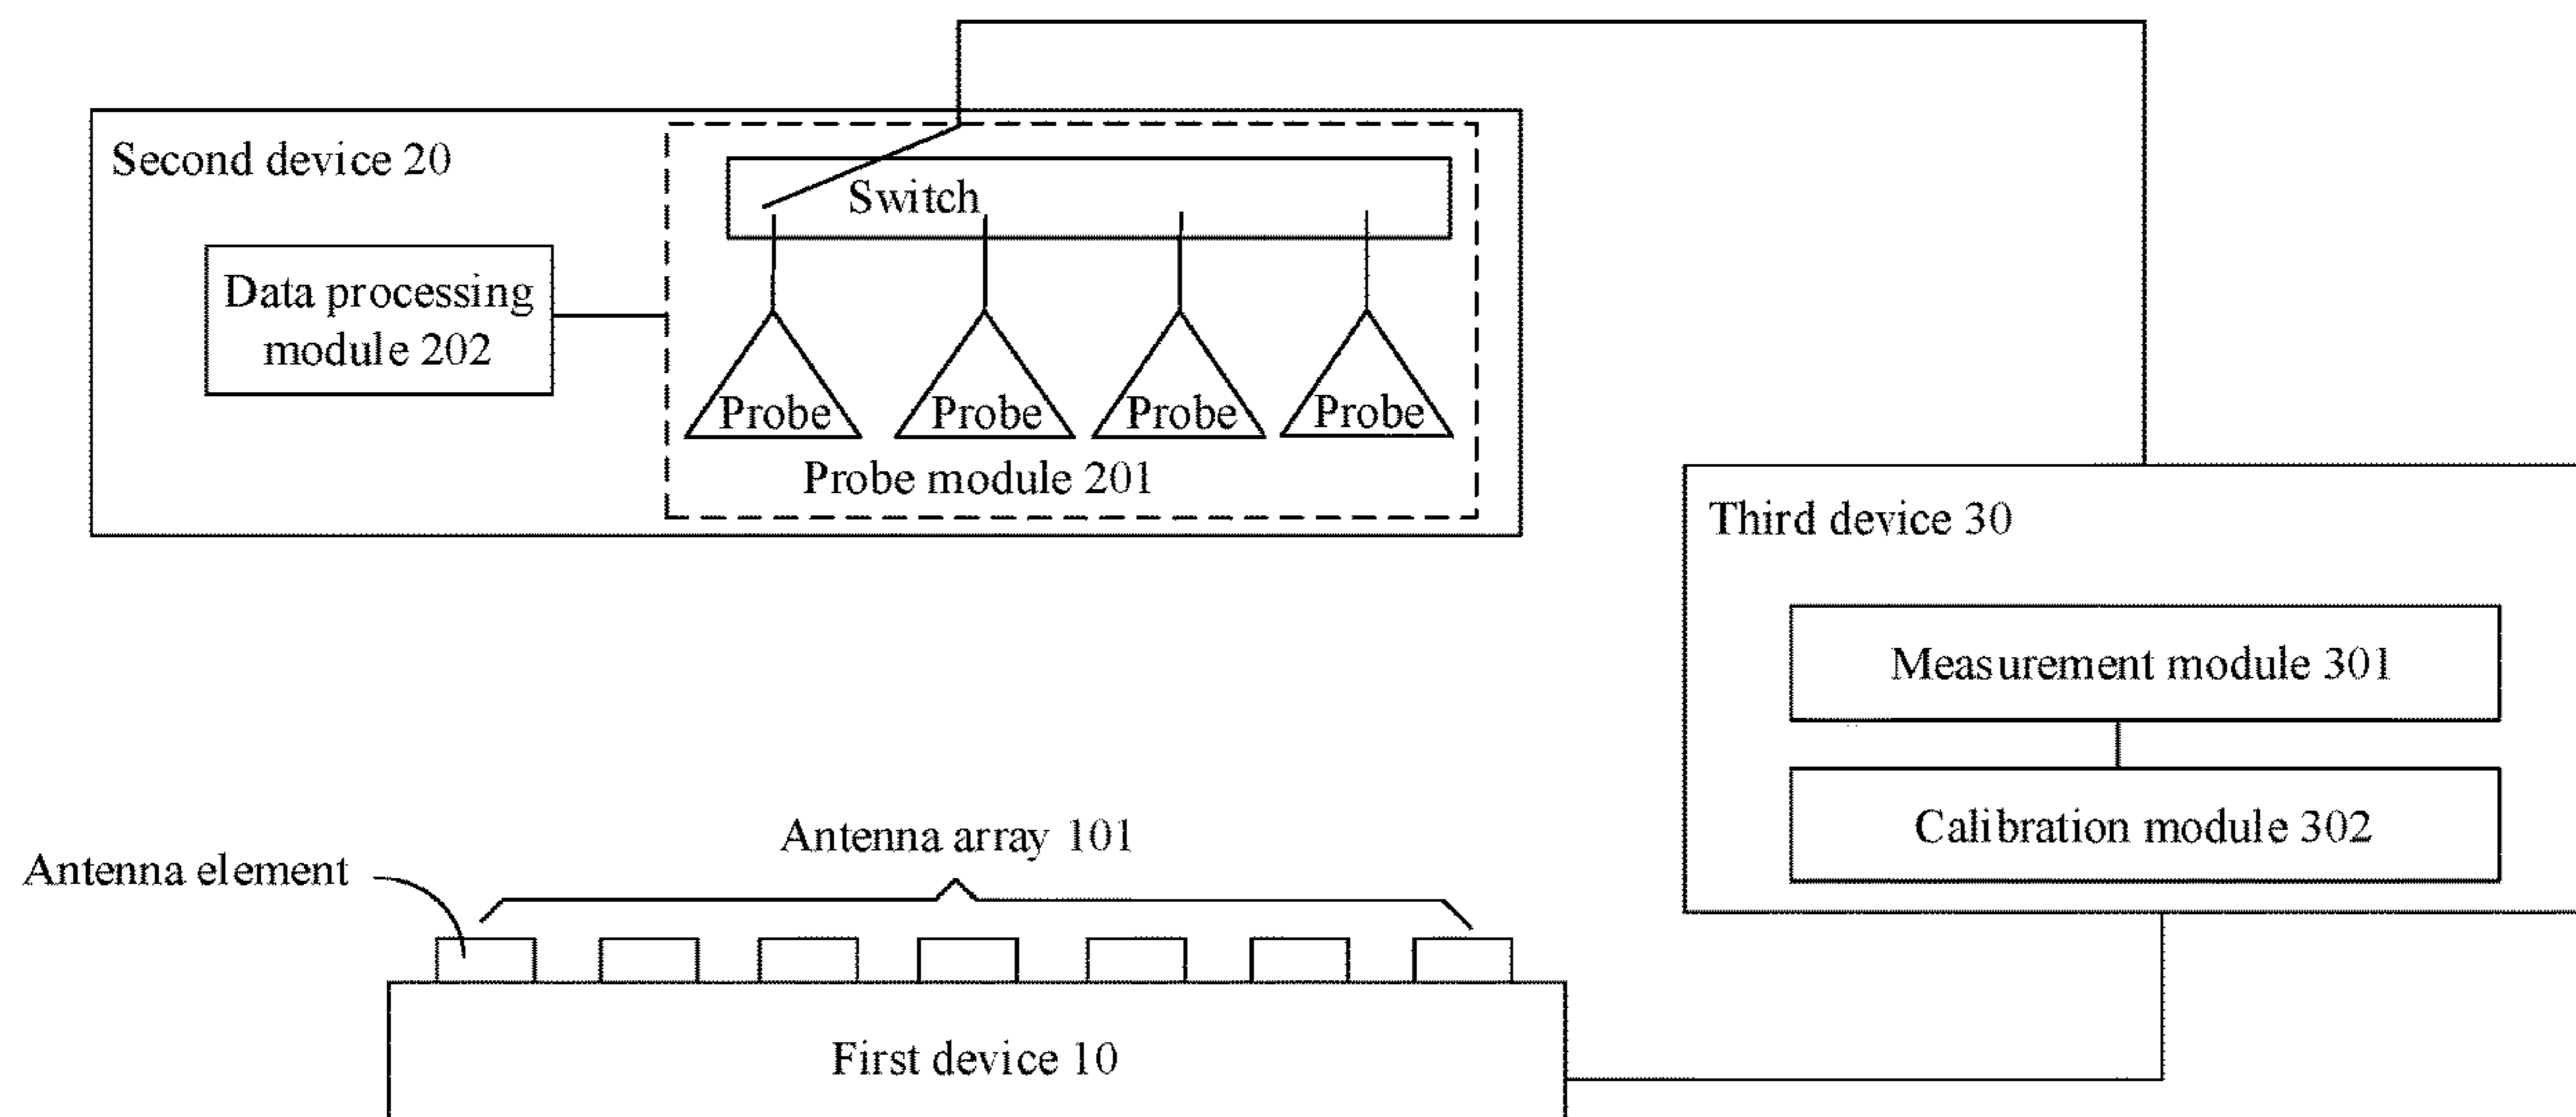 Second device 20
Switch
Data processing
module 202
Probe
Probe
Probe
Probe
Probe module 201
Third device 30
Measurement module 301
Calibration module 302
Antenna array 101
Antenna element
First device 10